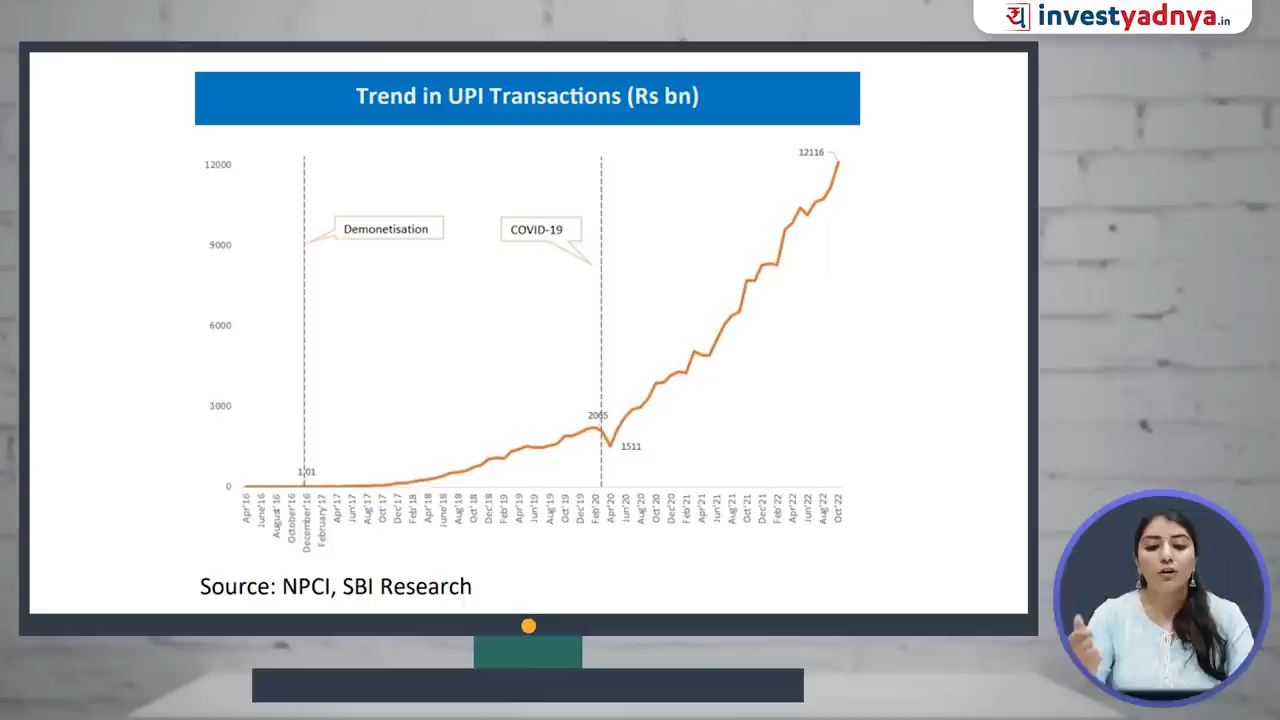 investyadnya.in
Trend in UPI Transactions (Rs bn)
12116
12000
Demonetisation
COVID-19
9000
6000
3000
2065
1511
1.01
0
Apr'16
June'16
August'16
October'16
December'16
February'17
Apr'17
Jun'17
Aug'17
Oct'17
Dec'17
Feb'18
Apr'18
June'18
Aug'18
Oct'18
Dec'18
Feb'19
Apr'19
Jun'19
Aug'19
Oct'19
Dec'19
Feb'20
Apr'20
Jun'20
Aug'20
Oct'20
Dec'20
Feb'21
Apr'21
Jun'21
Aug'21
Oct'21
Dec'21
Feb'22
Apr'22
Jun'22
Aug'22
Oct'22
Source: NPCI, SBI Research